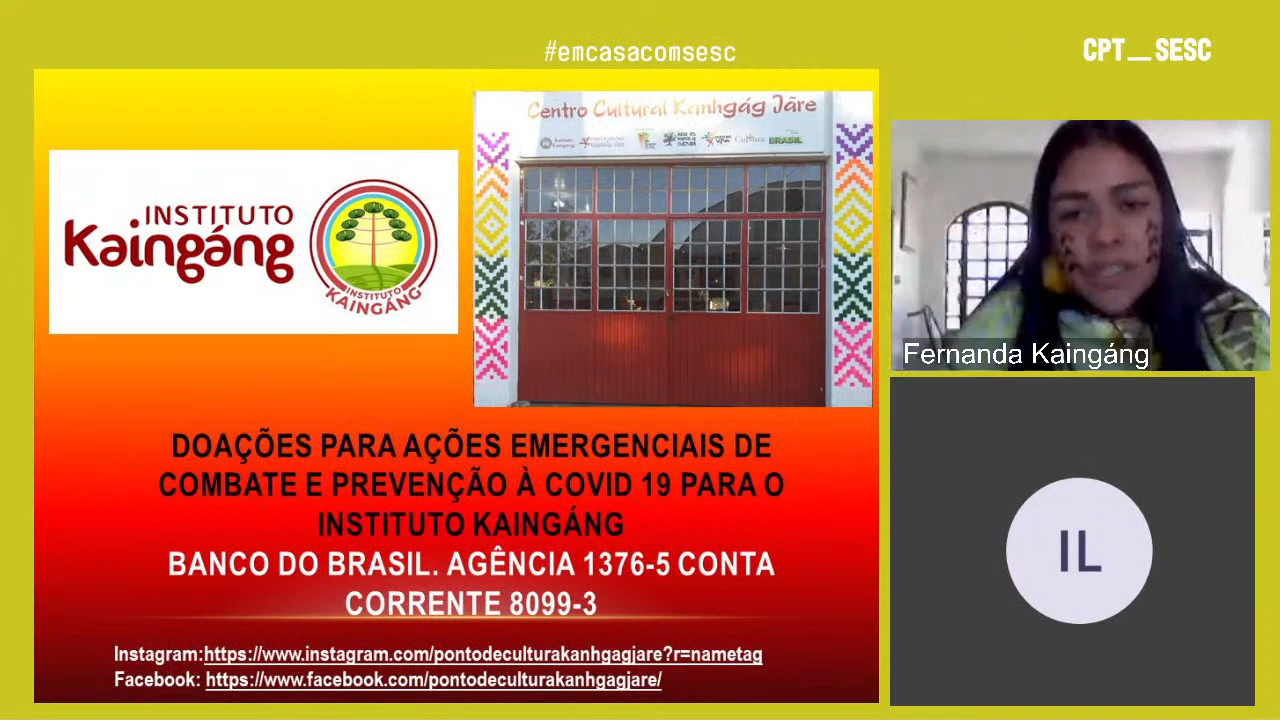 #emcasacomsesc
CPT_SESC
Centro Cultural Kanhgág Jãre
BRASIL
INSTITUTO
Kaingáng
INSTITUTO
KAINGÁNG
Fernanda Kaingáng
DOAÇÕES PARA AÇÕES EMERGENCIAIS DE
COMBATE E PREVENÇÃO À COVID 19 PARA O
INSTITUTO KAINGÁNG
BANCO DO BRASIL. AGÊNCIA 1376-5 CONTA
CORRENTE 8099-3
IL
Instagram:https://www.instagram.com/pontodeculturakanhgagjare?r=nametag
Facebook: https://www.facebook.com/pontodeculturakanhgagjare/